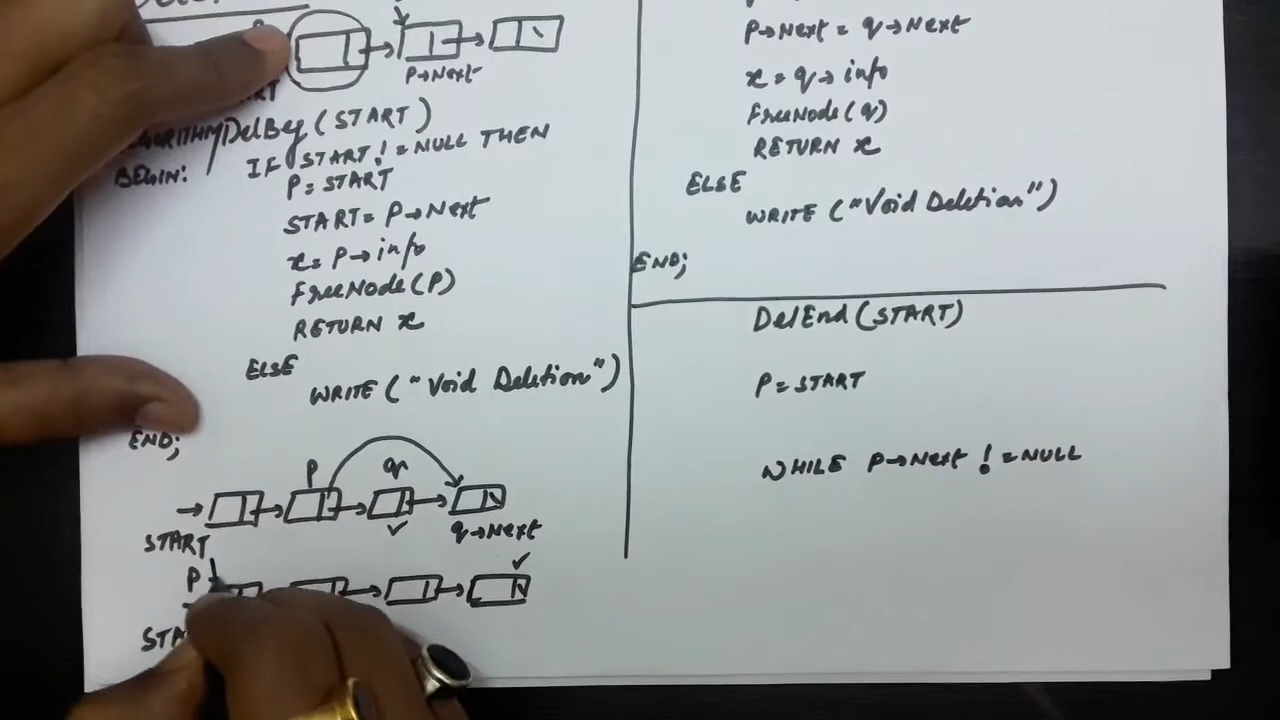 P→Next
DelBeg (START)
BEGIN: IF START != NULL THEN
P = START
START = P→Next
x = P→info
FreeNode(P)
RETURN x
ELSE
WRITE ("Void Deletion")
END;
P q
START q→Next
P
P→Next = q→Next
x = q→info
FreeNode(q)
RETURN x
ELSE
WRITE ("Void Deletion")
END;
DelEnd (START)
P = START
WHILE P→Next != NULL